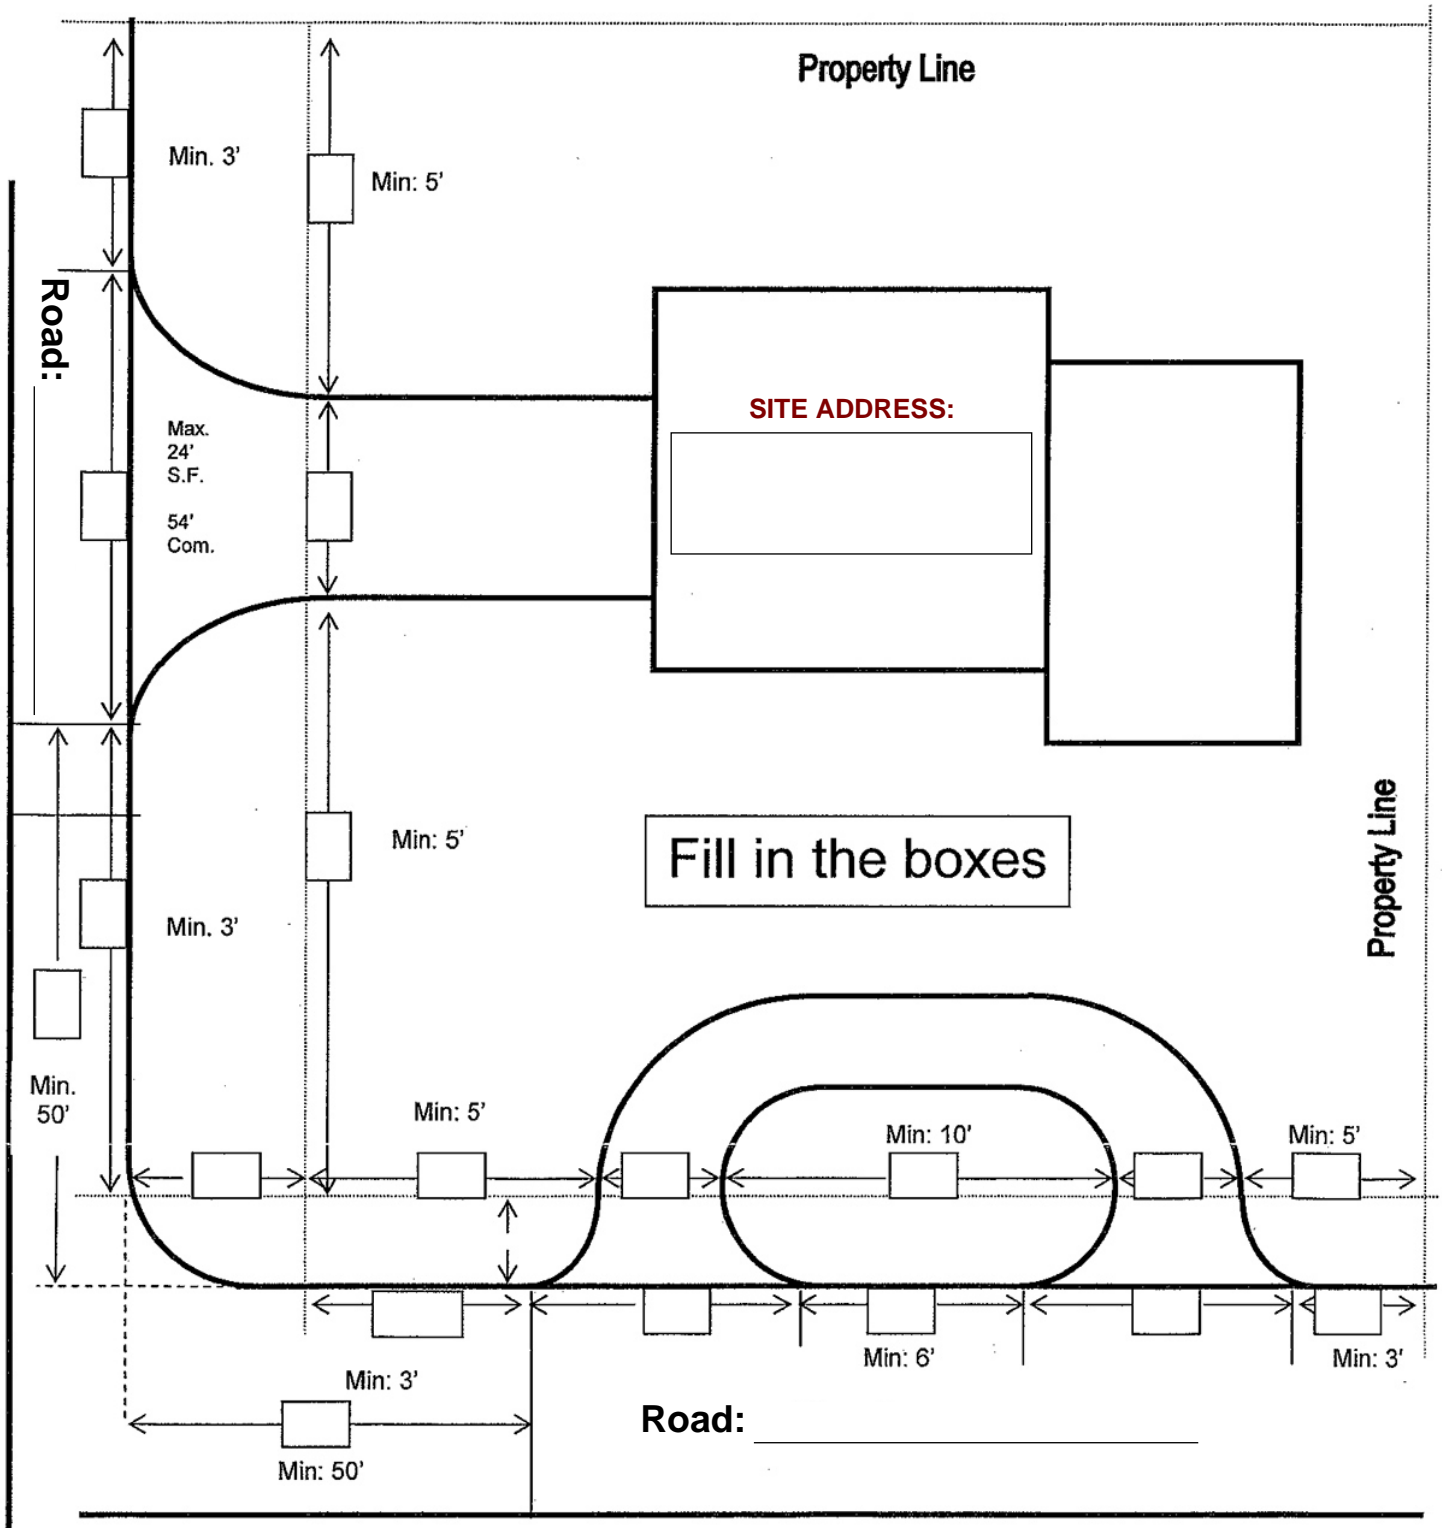 Property Line
Min. 3'
Min: 5'
Road:
SITE ADDRESS:
Max.
24'
S.F.
54'
Com.
Min: 5'
Fill in the boxes
Property Line
Min. 3'
Min.
50'
Min: 5'
Min: 10'
Min: 5'
Min: 6'
Min: 3'
Min: 3'
Road:
Min: 50'